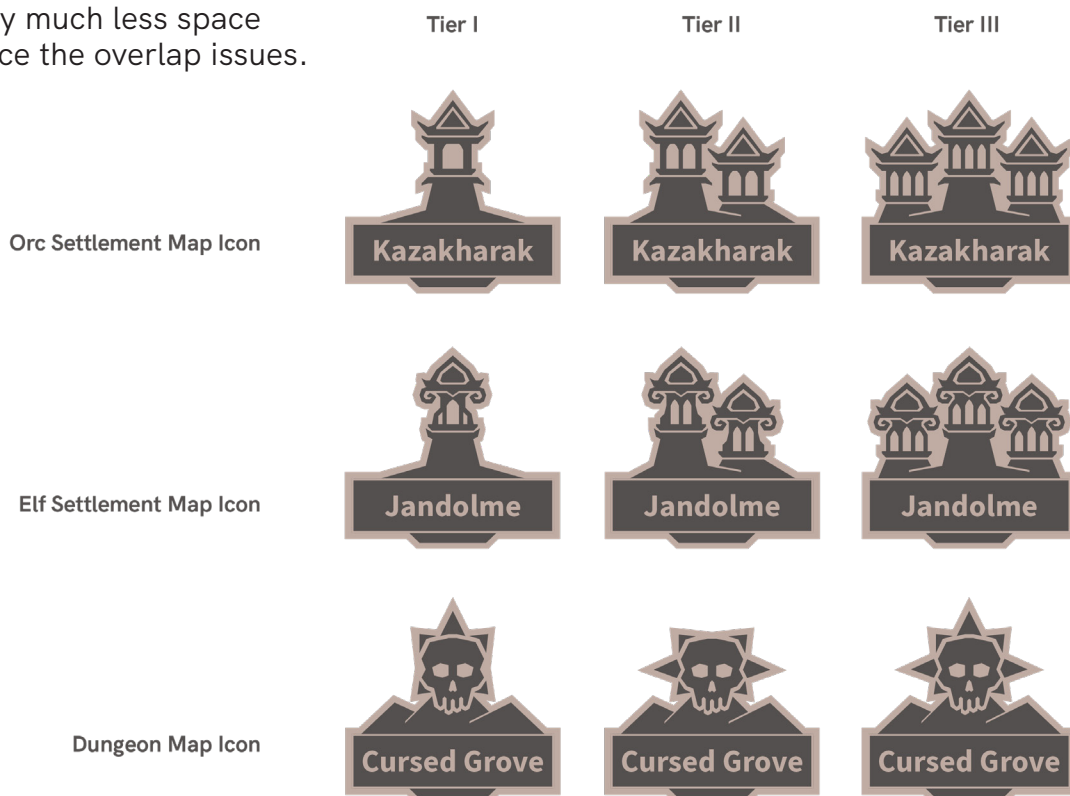 y much less space
ce the overlap issues.
Tier I
Tier II
Tier III
Orc Settlement Map Icon
Kazakharak
Kazakharak
Kazakharak
Elf Settlement Map Icon
Jandolme
Jandolme
Jandolme
Dungeon Map Icon
Cursed Grove
Cursed Grove
Cursed Grove